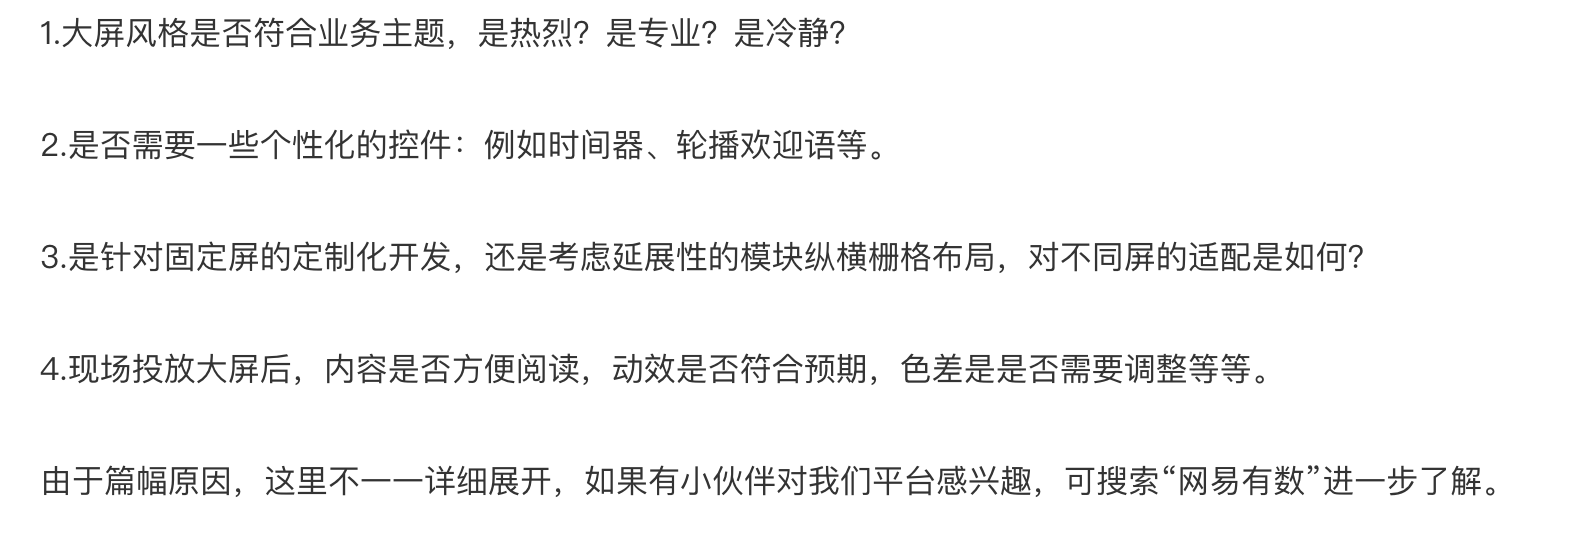 1.大屏风格是否符合业务主题，是热烈？是专业？是冷静？
2.是否需要一些个性化的控件：例如时间器、轮播欢迎语等。
3.是针对固定屏的定制化开发，还是考虑延展性的模块纵横栅格布局，对不同屏的适配是如何？
4.现场投放大屏后，内容是否方便阅读，动效是否符合预期，色差是是否需要调整等等。
由于篇幅原因，这里不一一详细展开，如果有小伙伴对我们平台感兴趣，可搜索“网易有数”进一步了解。